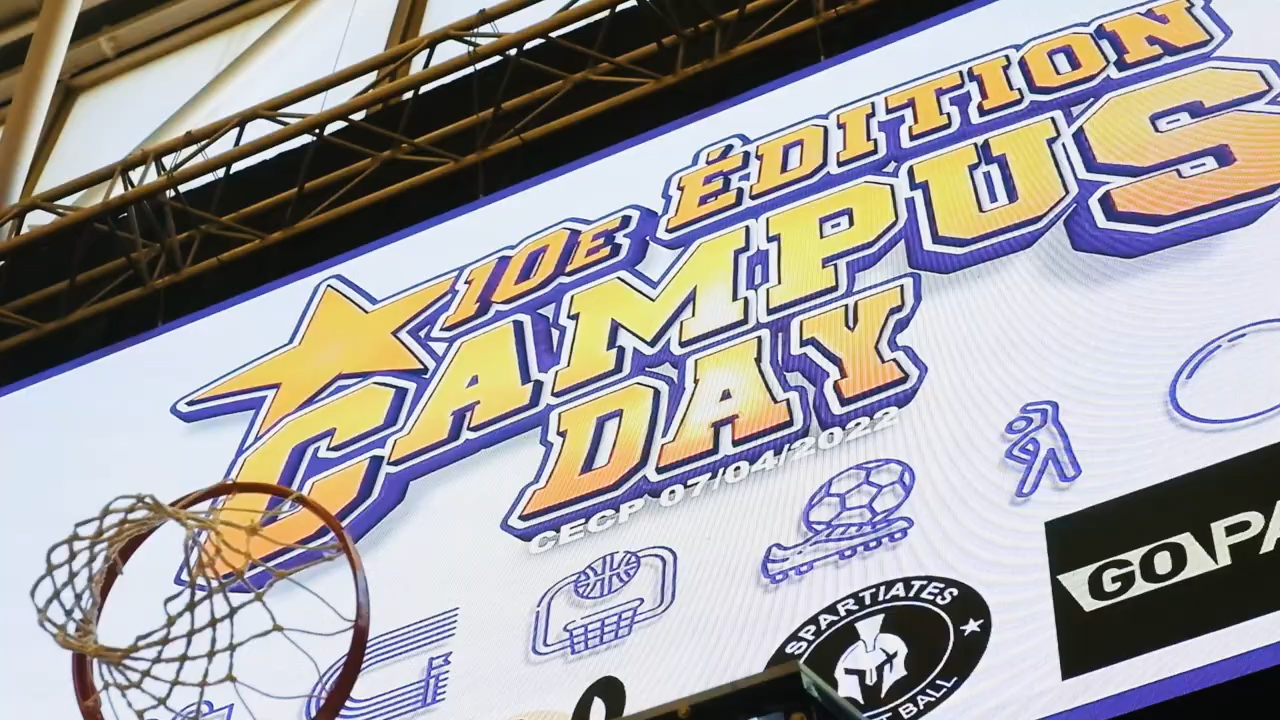 10E ÉDITION
CAMPUS
DAY
CECP 07/04/2022
SPARTIATES
GO